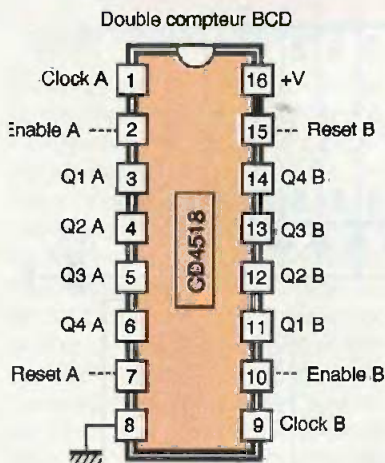 Double compteur BCD
Clock A 1 16 +V
Enable A 2 15 Reset B
Q1 A 3 14 Q4 B
Q2 A 4 13 Q3 B
CD4518
Q3 A 5 12 Q2 B
Q4 A 6 11 Q1 B
Reset A 7 10 Enable B
8 9 Clock B